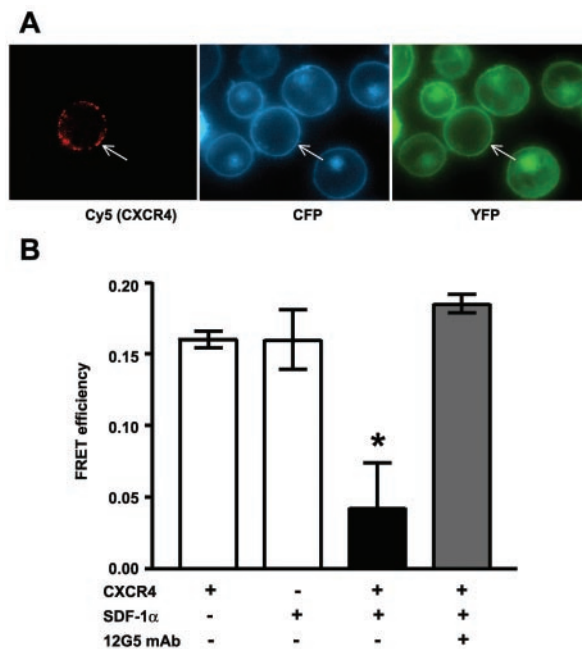 A
Cy5 (CXCR4) CFP YFP
B
FRET efficiency
0.20
0.15
0.10
0.05
0.00
*
CXCR4 + - + +
SDF-1α - + + +
12G5 mAb - - - +